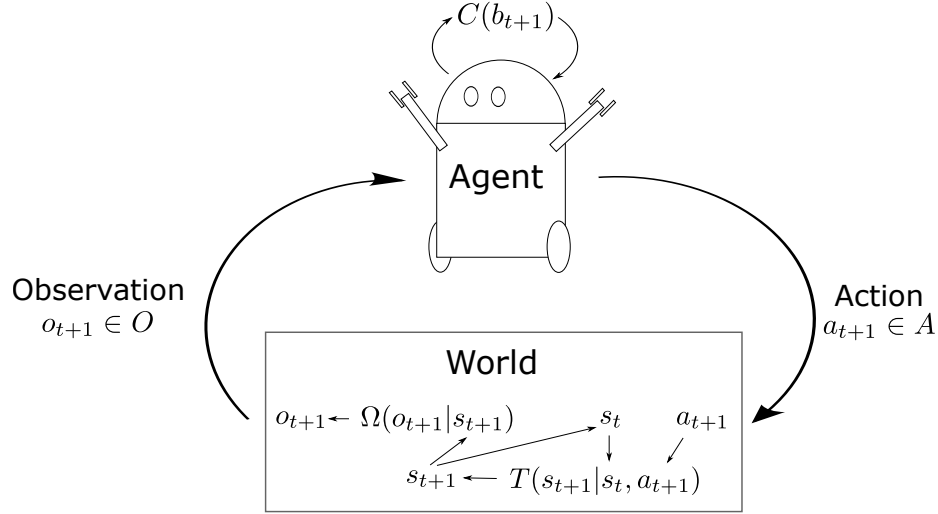 C(b_{t+1})
Agent
Observation
o_{t+1} ∈ O
Action
a_{t+1} ∈ A
World
o_{t+1} ← Ω(o_{t+1}|s_{t+1}) s_t a_{t+1}
s_{t+1} ← T(s_{t+1}|s_t, a_{t+1})